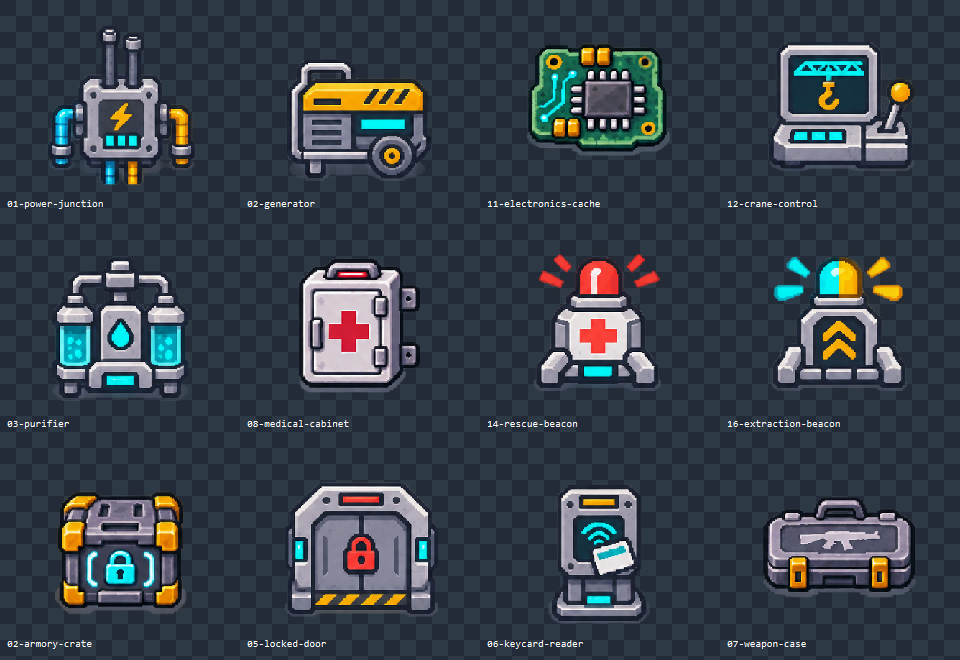 01-power-junction
02-generator
11-electronics-cache
12-crane-control
03-purifier
08-medical-cabinet
14-rescue-beacon
16-extraction-beacon
02-armory-crate
05-locked-door
06-keycard-reader
07-weapon-case